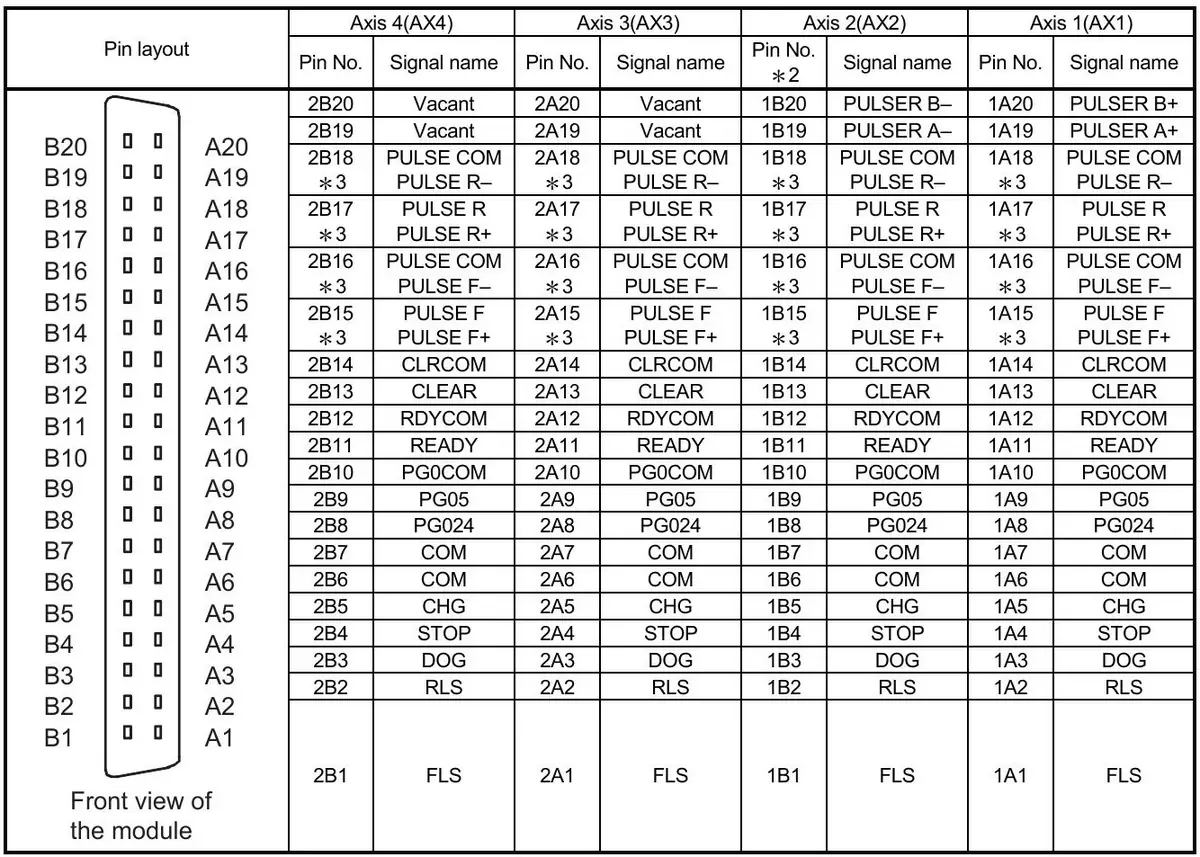 Pin layout Axis 4(AX4) Axis 3(AX3) Axis 2(AX2) Axis 1(AX1)
Pin No. Signal name Pin No. Signal name Pin No. ∗2 Signal name Pin No. Signal name
2B20 Vacant 2A20 Vacant 1B20 PULSER B– 1A20 PULSER B+
2B19 Vacant 2A19 Vacant 1B19 PULSER A– 1A19 PULSER A+
2B18 PULSE COM 2A18 PULSE COM 1B18 PULSE COM 1A18 PULSE COM
∗3 PULSE R– ∗3 PULSE R– ∗3 PULSE R– ∗3 PULSE R–
2B17 PULSE R 2A17 PULSE R 1B17 PULSE R 1A17 PULSE R
∗3 PULSE R+ ∗3 PULSE R+ ∗3 PULSE R+ ∗3 PULSE R+
2B16 PULSE COM 2A16 PULSE COM 1B16 PULSE COM 1A16 PULSE COM
∗3 PULSE F– ∗3 PULSE F– ∗3 PULSE F– ∗3 PULSE F–
2B15 PULSE F 2A15 PULSE F 1B15 PULSE F 1A15 PULSE F
∗3 PULSE F+ ∗3 PULSE F+ ∗3 PULSE F+ ∗3 PULSE F+
2B14 CLRCOM 2A14 CLRCOM 1B14 CLRCOM 1A14 CLRCOM
2B13 CLEAR 2A13 CLEAR 1B13 CLEAR 1A13 CLEAR
2B12 RDYCOM 2A12 RDYCOM 1B12 RDYCOM 1A12 RDYCOM
2B11 READY 2A11 READY 1B11 READY 1A11 READY
2B10 PG0COM 2A10 PG0COM 1B10 PG0COM 1A10 PG0COM
2B9 PG05 2A9 PG05 1B9 PG05 1A9 PG05
2B8 PG024 2A8 PG024 1B8 PG024 1A8 PG024
2B7 COM 2A7 COM 1B7 COM 1A7 COM
2B6 COM 2A6 COM 1B6 COM 1A6 COM
2B5 CHG 2A5 CHG 1B5 CHG 1A5 CHG
2B4 STOP 2A4 STOP 1B4 STOP 1A4 STOP
2B3 DOG 2A3 DOG 1B3 DOG 1A3 DOG
2B2 RLS 2A2 RLS 1B2 RLS 1A2 RLS
2B1 FLS 2A1 FLS 1B1 FLS 1A1 FLS
B20 A20
B19 A19
B18 A18
B17 A17
B16 A16
B15 A15
B14 A14
B13 A13
B12 A12
B11 A11
B10 A10
B9 A9
B8 A8
B7 A7
B6 A6
B5 A5
B4 A4
B3 A3
B2 A2
B1 A1
Front view of
the module